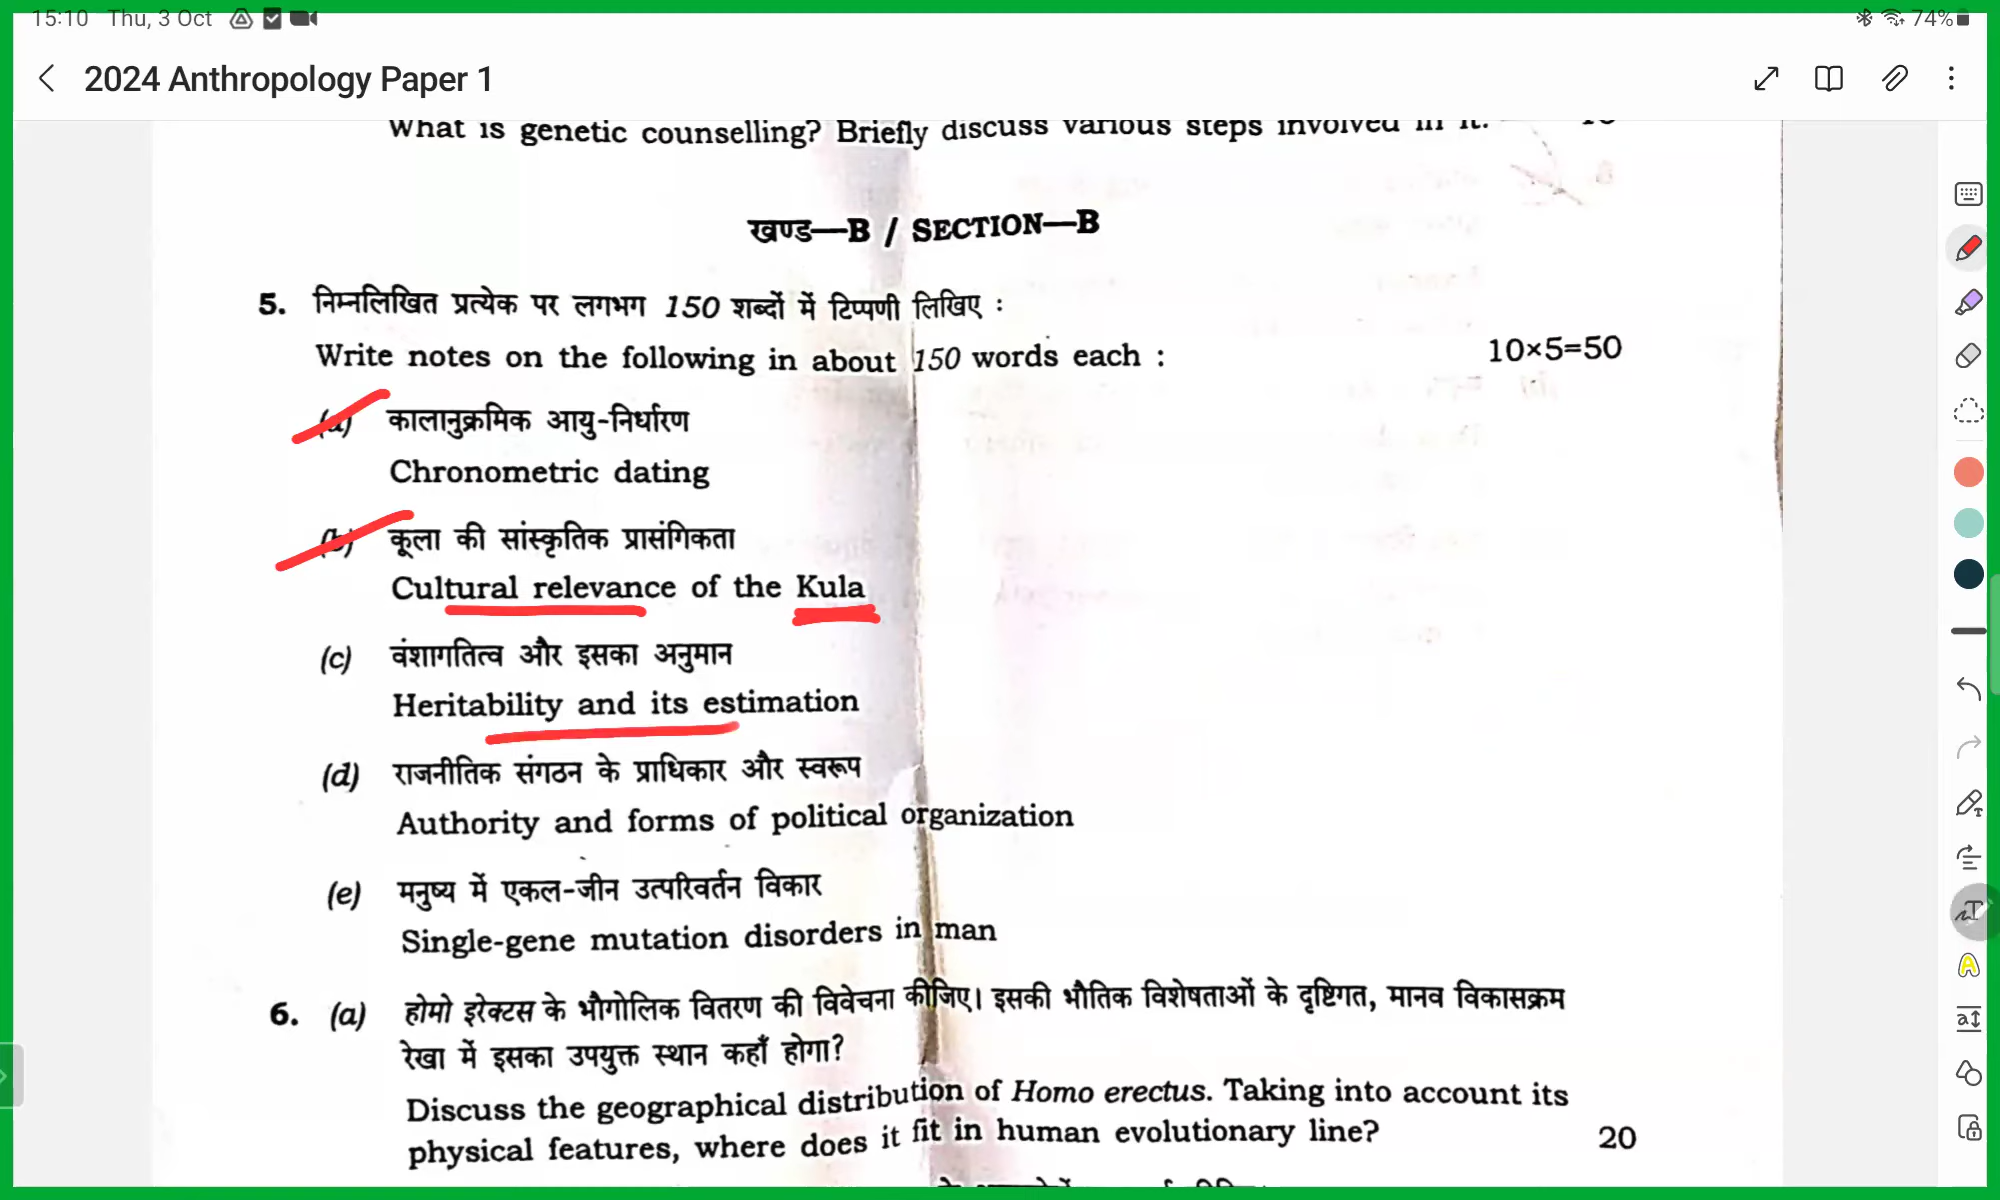 15:10 Thu, 3 Oct
74%
2024 Anthropology Paper 1
What is genetic counselling? Briefly discuss various steps involved in it.
खण्ड—B / SECTION—B
5. निम्नलिखित प्रत्येक पर लगभग 150 शब्दों में टिप्पणी लिखिए :
Write notes on the following in about 150 words each : 10×5=50
(a) कालानुक्रमिक आयु-निर्धारण
Chronometric dating
(b) कूला की सांस्कृतिक प्रासंगिकता
Cultural relevance of the Kula
(c) वंशागतित्व और इसका अनुमान
Heritability and its estimation
(d) राजनीतिक संगठन के प्राधिकार और स्वरूप
Authority and forms of political organization
(e) मनुष्य में एकल-जीन उत्परिवर्तन विकार
Single-gene mutation disorders in man
6. (a) होमो इरेक्टस के भौगोलिक वितरण की विवेचना कीजिए। इसकी भौतिक विशेषताओं के दृष्टिगत, मानव विकासक्रम
रेखा में इसका उपयुक्त स्थान कहाँ होगा?
Discuss the geographical distribution of Homo erectus. Taking into account its
physical features, where does it fit in human evolutionary line? 20